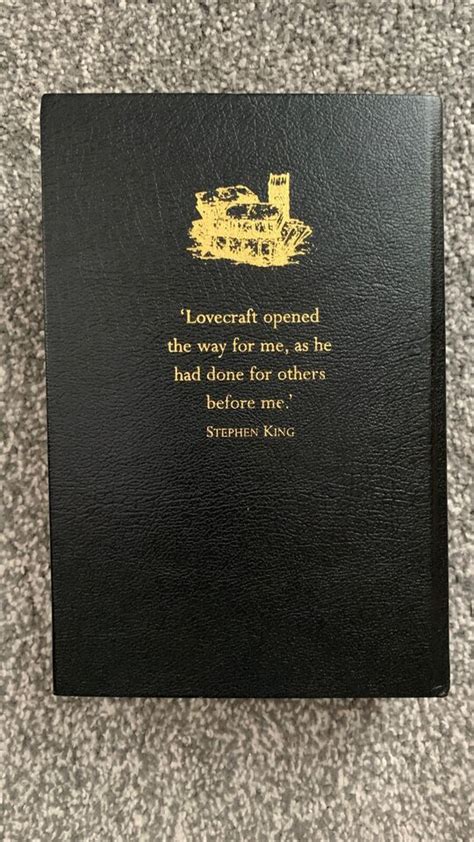 ‘Lovecraft opened
the way for me, as he
had done for others
before me.’
STEPHEN KING